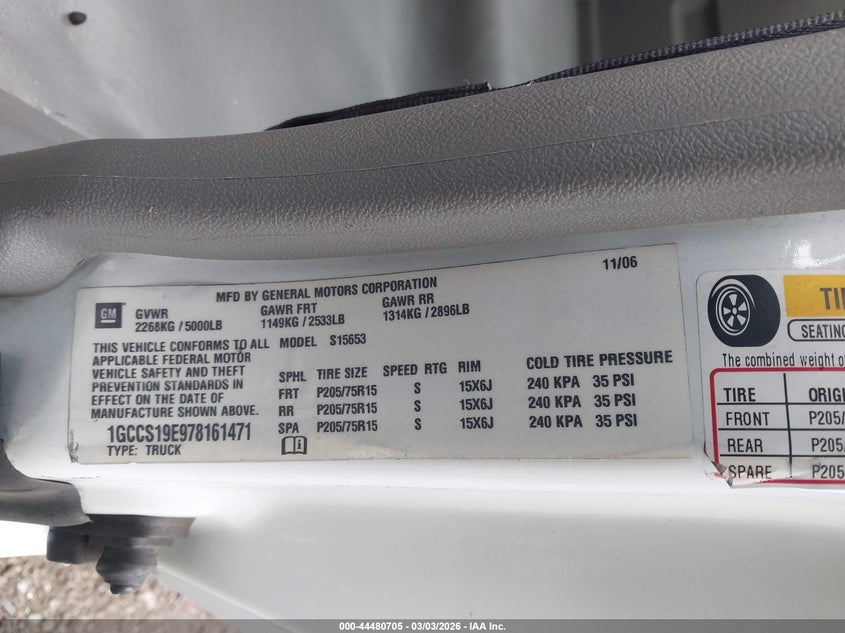 11/06
MFD BY GENERAL MOTORS CORPORATION
GM
GVWR GAWR FRT GAWR RR
2268KG / 5000LB 1149KG / 2533LB 1314KG / 2896LB
THIS VEHICLE CONFORMS TO ALL MODEL S15653
APPLICABLE FEDERAL MOTOR
VEHICLE SAFETY AND THEFT
PREVENTION STANDARDS IN
EFFECT ON THE DATE OF
MANUFACTURE SHOWN ABOVE.
1GCCS19E978161471
TYPE: TRUCK
SPHL TIRE SIZE SPEED RTG RIM COLD TIRE PRESSURE
FRT P205/75R15 S 15X6J 240 KPA 35 PSI
RR P205/75R15 S 15X6J 240 KPA 35 PSI
SPA P205/75R15 S 15X6J 240 KPA 35 PSI
SEATING
The combined weight of
TIRE
FRONT P205/
REAR P205/
SPARE P205
000-44480705 - 03/03/2026 - IAA Inc.